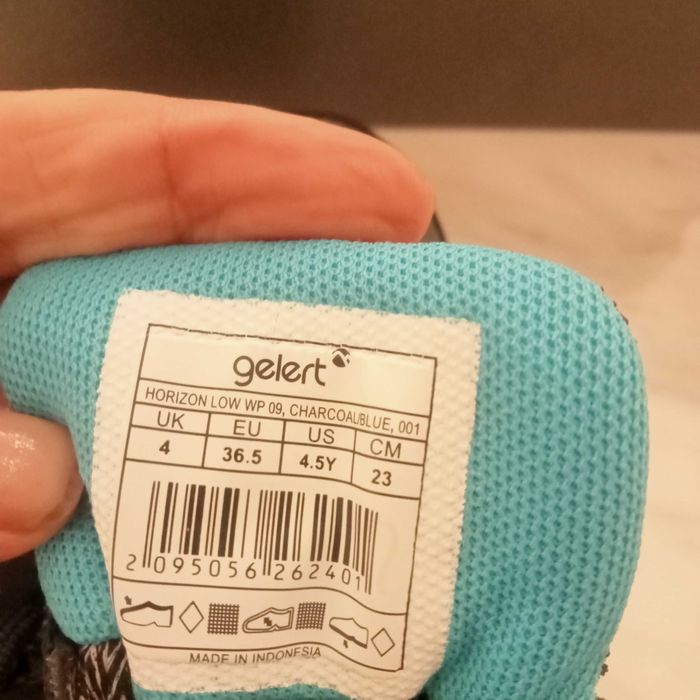 gelert
HORIZON LOW WP 09, CHARCOAL/BLUE, 001
UK EU US CM
4 36.5 4.5Y 23
2 095056 262401
MADE IN INDONESIA